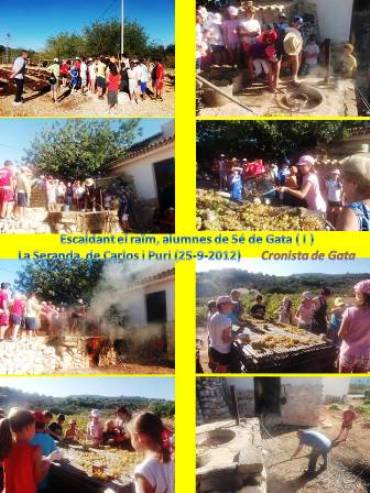 Escaldant el raïm, alumnes de 5é de Gata ( I )
La Seranda, de Carlos i Puri (25-9-2012) Cronista de Gata